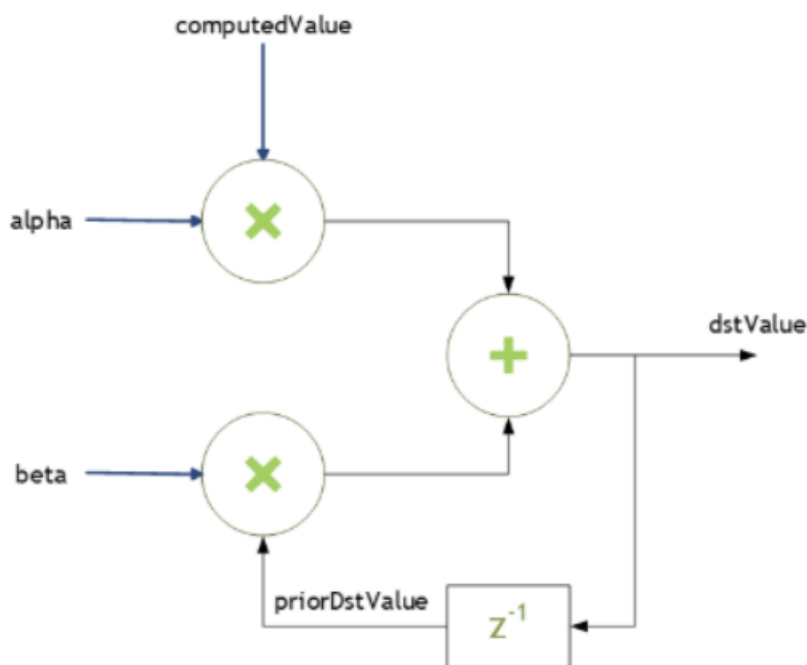 computedValue
alpha
×
+
dstValue
beta
×
priorDstValue
z⁻¹